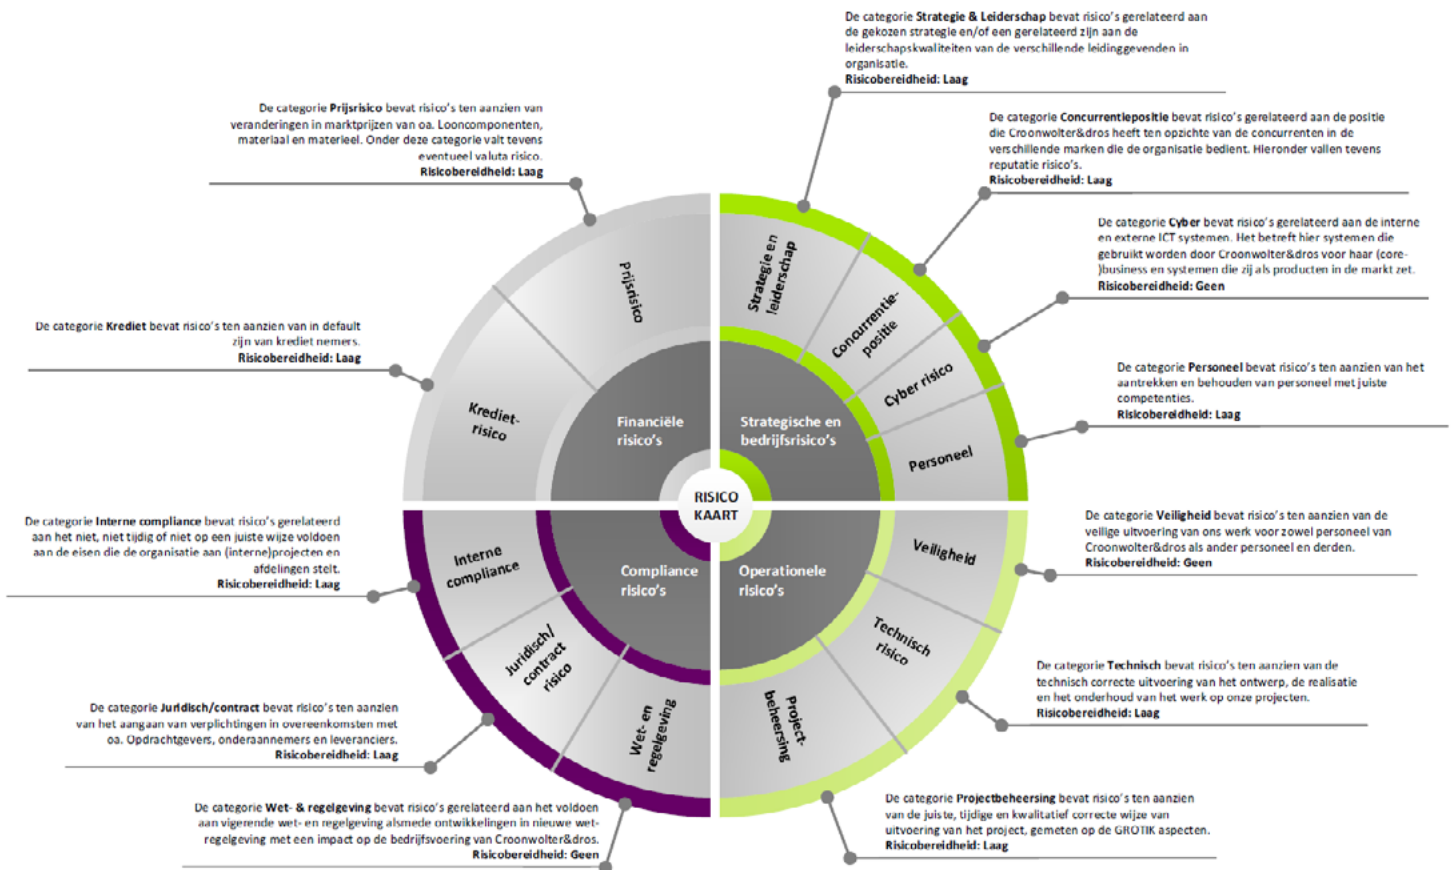 De categorie Strategie & Leiderschap bevat risico's gerelateerd aan
de gekozen strategie en/of een gerelateerd zijn aan de
leiderschapskwaliteiten van de verschillende leidinggevenden in
organisatie.
Risicobereidheid: Laag
De categorie Prijsrisico bevat risico's ten aanzien van
veranderingen in marktprijzen van oa. Looncomponenten,
materiaal en materieel. Onder deze categorie valt tevens
eventueel valuta risico.
Risicobereidheid: Laag
De categorie Concurrentiepositie bevat risico's gerelateerd aan de positie
die Croonwolter&dros heeft ten opzichte van de concurrenten in de
verschillende marken die de organisatie bedient. Hieronder vallen tevens
reputatie risico's.
Risicobereidheid: Laag
De categorie Cyber bevat risico's gerelateerd aan de interne
en externe ICT systemen. Het betreft hier systemen die
gebruikt worden door Croonwolter&dros voor haar (core-
)business en systemen die zij als producten in de markt zet.
Risicobereidheid: Geen
De categorie Krediet bevat risico's ten aanzien van in default
zijn van krediet nemers.
Risicobereidheid: Laag
De categorie Personeel bevat risico's ten aanzien van het
aantrekken en behouden van personeel met juiste
competenties.
Risicobereidheid: Laag
Prijsrisico
Krediet-
risico
Financiële
risico's
Strategie en
leiderschap
Concurrentie-
positie
Cyber risico
Personeel
Strategische en
bedrijfsrisico's
RISICO
KAART
De categorie Interne compliance bevat risico's gerelateerd
aan het niet, niet tijdig of niet op een juiste wijze voldoen
aan de eisen die de organisatie aan (interne)projecten en
afdelingen stelt.
Risicobereidheid: Laag
Interne
compliance
Juridisch/
contract
risico
Wet- en
regelgeving
Compliance
risico's
Operationele
risico's
Veiligheid
Technisch
risico
Project-
beheersing
De categorie Veiligheid bevat risico's ten aanzien van de
veilige uitvoering van ons werk voor zowel personeel van
Croonwolter&dros als ander personeel en derden.
Risicobereidheid: Geen
De categorie Technisch bevat risico's ten aanzien van de
technisch correcte uitvoering van het ontwerp, de realisatie
en het onderhoud van het werk op onze projecten.
Risicobereidheid: Laag
De categorie Juridisch/contract bevat risico's ten aanzien
van het aangaan van verplichtingen in overeenkomsten met
oa. Opdrachtgevers, onderaannemers en leveranciers.
Risicobereidheid: Laag
De categorie Wet- & regelgeving bevat risico's gerelateerd aan het voldoen
aan vigerende wet- en regelgeving alsmede ontwikkelingen in nieuwe wet-
regelgeving met een impact op de bedrijfsvoering van Croonwolter&dros.
Risicobereidheid: Geen
De categorie Projectbeheersing bevat risico's ten aanzien
van de juiste, tijdige en kwalitatief correcte wijze van
uitvoering van het project, gemeten op de GROTIK aspecten.
Risicobereidheid: Laag